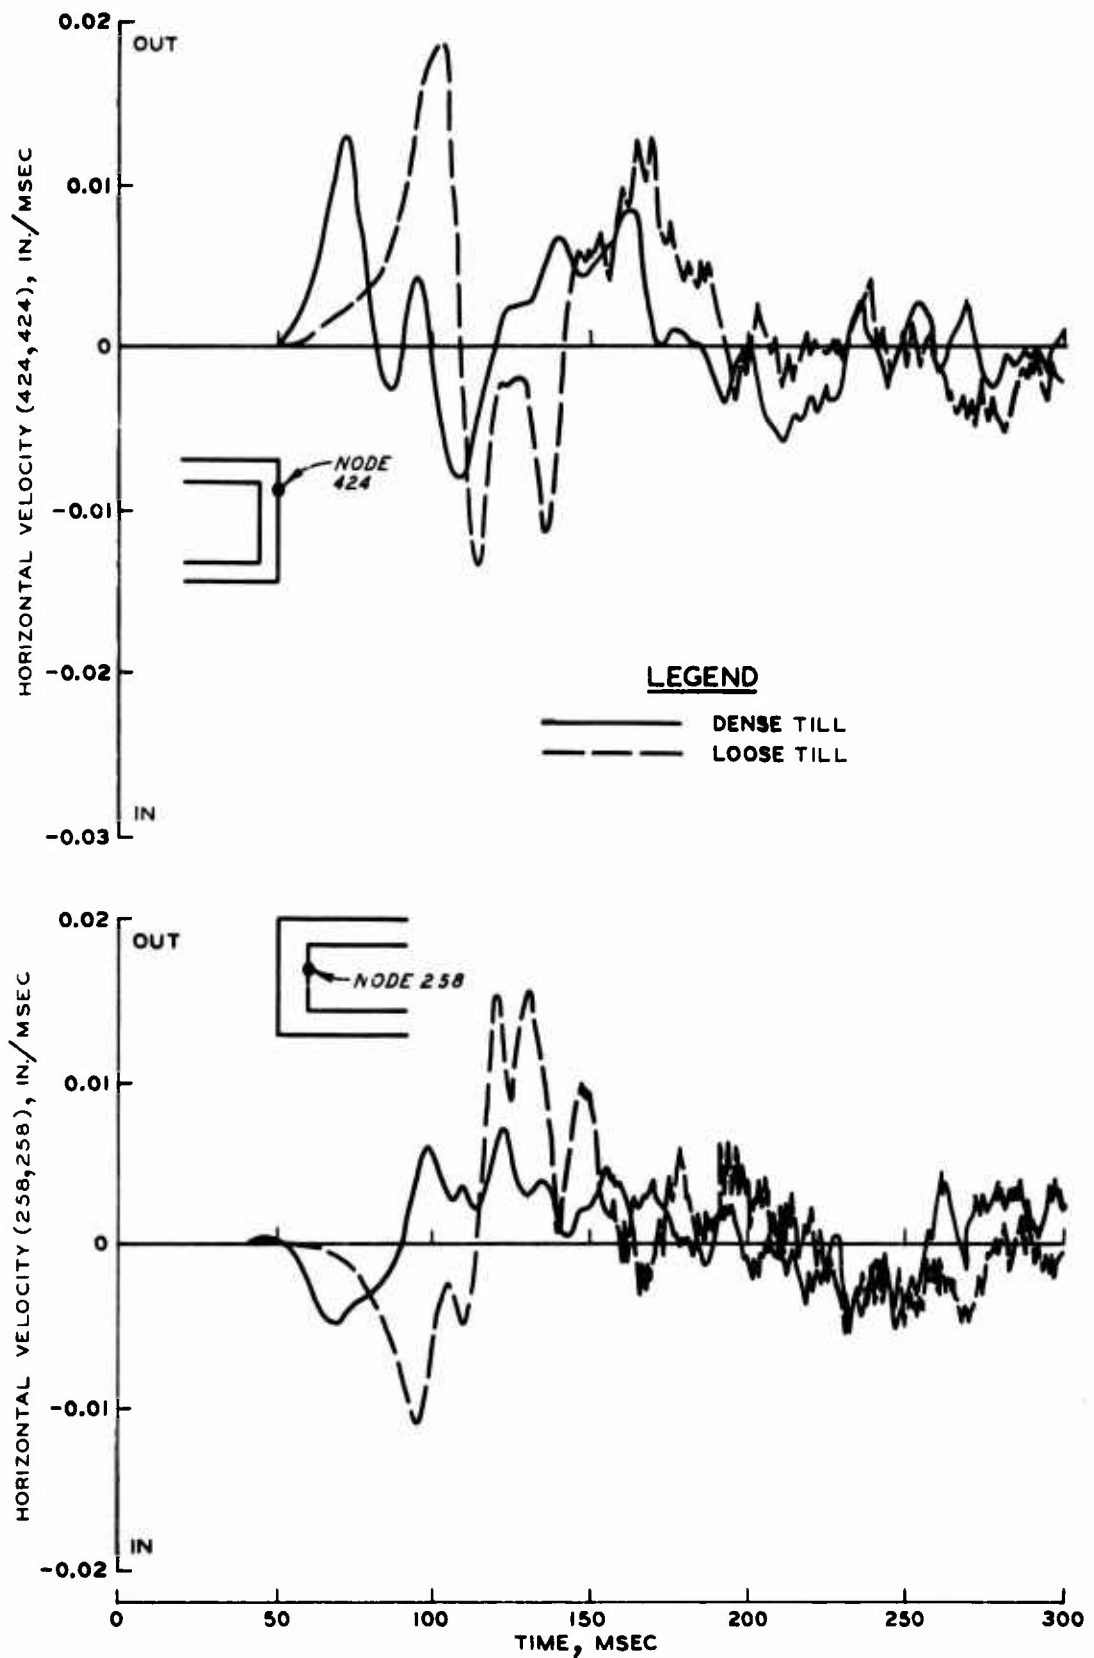 0.02
OUT
0.01
0
-0.01
-0.02
-0.03
IN
HORIZONTAL VELOCITY (424,424), IN./MSEC
NODE
424
LEGEND
DENSE TILL
LOOSE TILL
0.02
OUT
0.01
0
-0.01
-0.02
IN
HORIZONTAL VELOCITY (258,258), IN./MSEC
NODE 258
0 50 100 150 200 250 300
TIME, MSEC